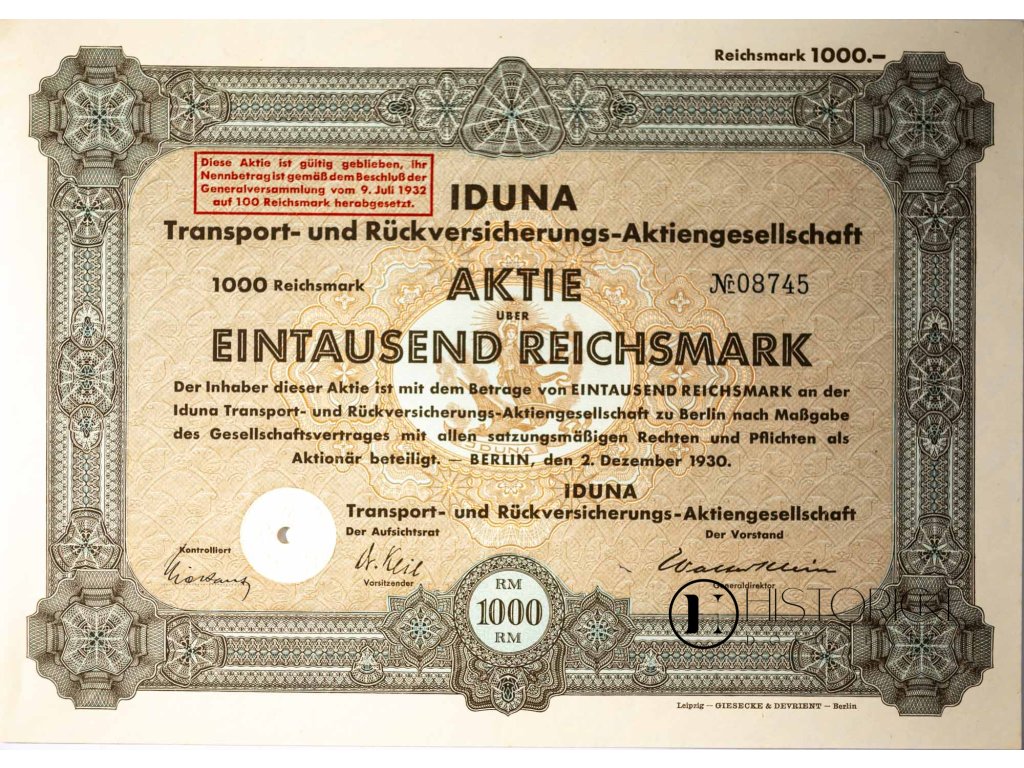 Reichsmark 1000.–
Diese Aktie ist gültig geblieben, ihr
Nennbetrag ist gemäß dem Beschluß der
Generalversammlung vom 9. Juli 1932
auf 100 Reichsmark herabgesetzt.
IDUNA
Transport- und Rückversicherungs-Aktiengesellschaft
1000 Reichsmark
AKTIE
№ 08745
ÜBER
EINTAUSEND REICHSMARK
Der Inhaber dieser Aktie ist mit dem Betrage von EINTAUSEND REICHSMARK an der
Iduna Transport- und Rückversicherungs-Aktiengesellschaft zu Berlin nach Maßgabe
des Gesellschaftsvertrages mit allen satzungsmäßigen Rechten und Pflichten als
Aktionär beteiligt. — BERLIN, den 2. Dezember 1930.
IDUNA
IDUNA
Transport- und Rückversicherungs-Aktiengesellschaft
Der Aufsichtsrat
Der Vorstand
Kontrolliert
Vorsitzender
Generaldirektor
RM
1000
RM
Leipzig — GIESECKE & DEVRIENT — Berlin